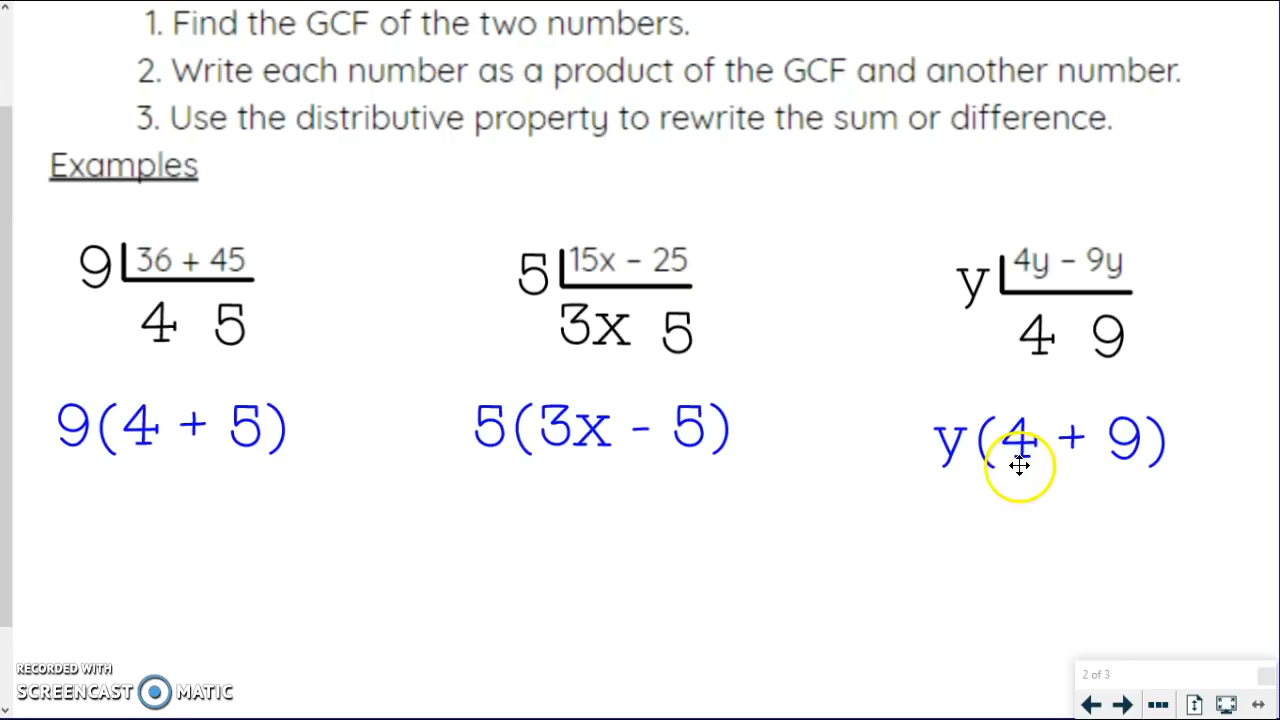 1. Find the GCF of the two numbers.
2. Write each number as a product of the GCF and another number.
3. Use the distributive property to rewrite the sum or difference.
Examples
9 36 + 45
4 5
9(4 + 5)
5 15x − 25
3x 5
5(3x - 5)
y 4y − 9y
4 9
y(4 + 9)
RECORDED WITH
SCREENCAST MATIC
2 of 3